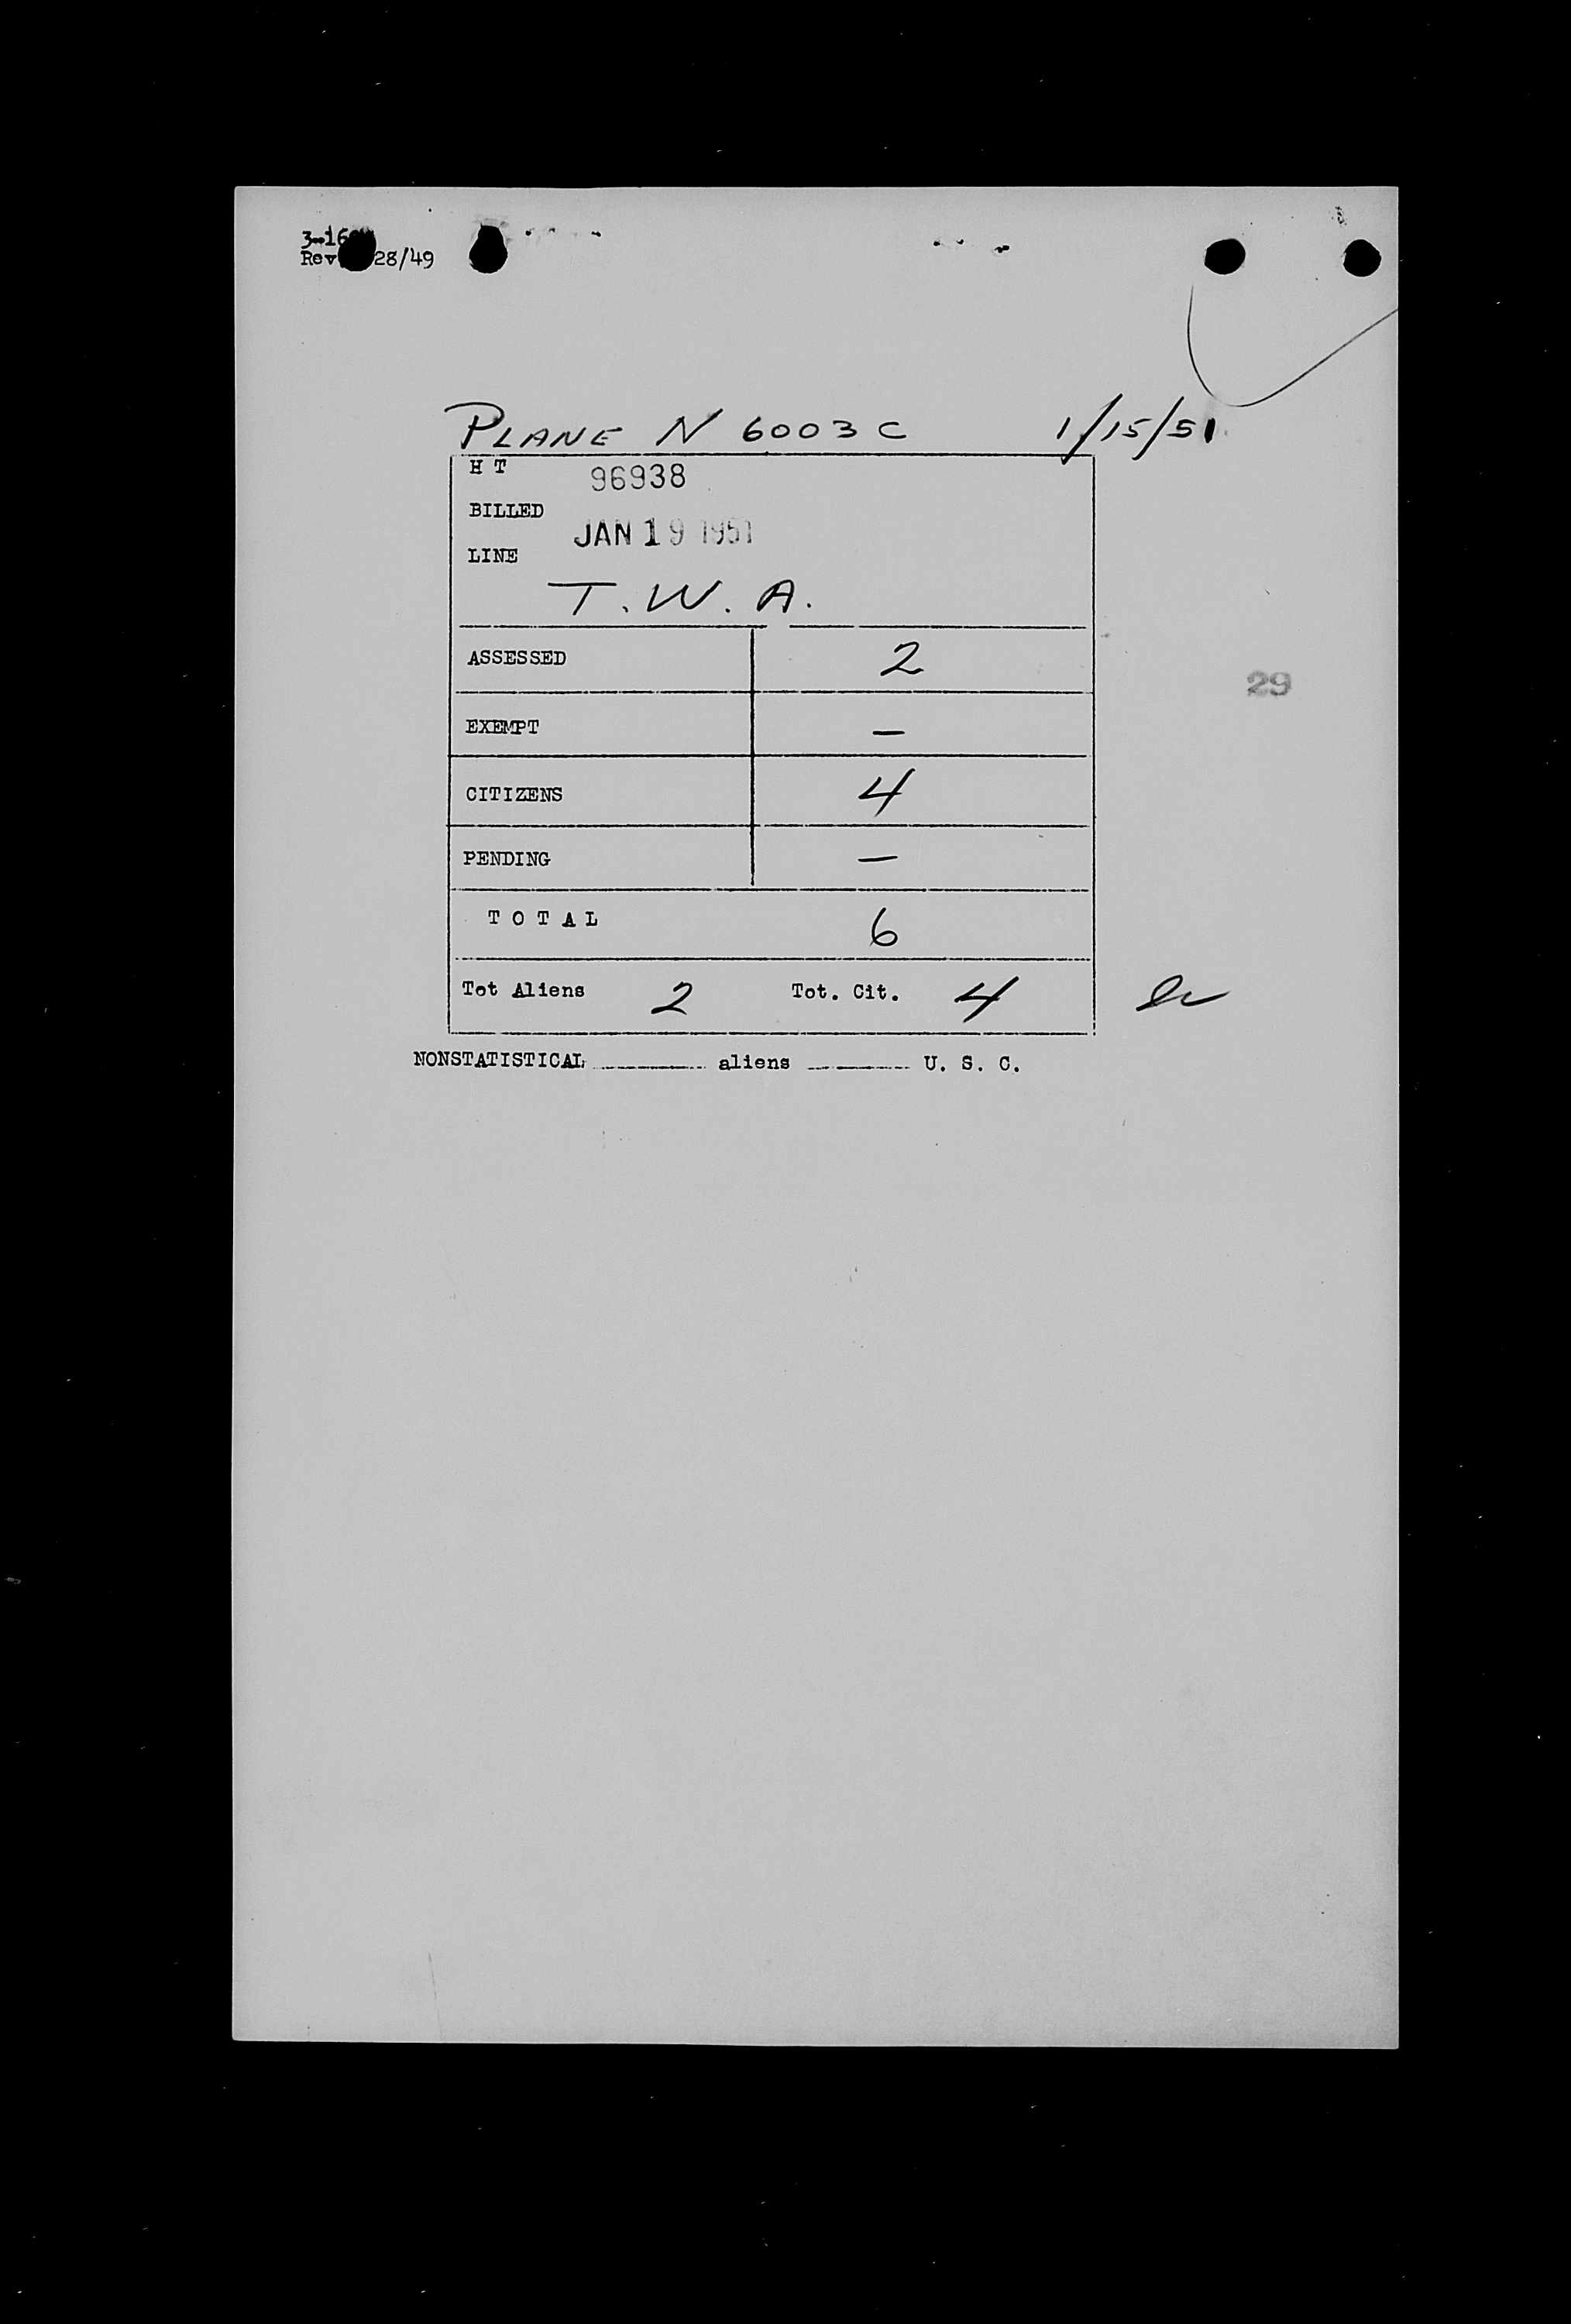 3-16
Rev 28/49
PLANE N 6003 C 1/15/51
H T 96938
BILLED
JAN 19 1951
LINE
T. W. A.
ASSESSED 2
29
EXEMPT —
CITIZENS 4
PENDING —
T O T A L 6
Tot Aliens 2 Tot. Cit. 4
NONSTATISTICAL aliens U. S. C.